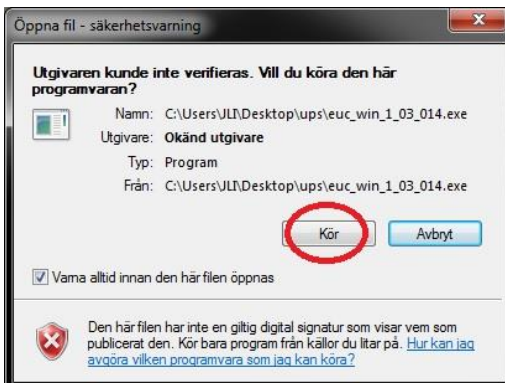 Öppna fil - säkerhetsvarning
Utgivaren kunde inte verifieras. Vill du köra den här
programvaran?
Namn: C:\Users\JLI\Desktop\ups\euc_win_1_03_014.exe
Utgivare: Okänd utgivare
Typ: Program
Från: C:\Users\JLI\Desktop\ups\euc_win_1_03_014.exe
Kör Avbryt
Varna alltid innan den här filen öppnas
Den här filen har inte en giltig digital signatur som visar vem som
publicerat den. Kör bara program från källor du litar på. Hur kan jag
avgöra vilken programvara som jag kan köra?